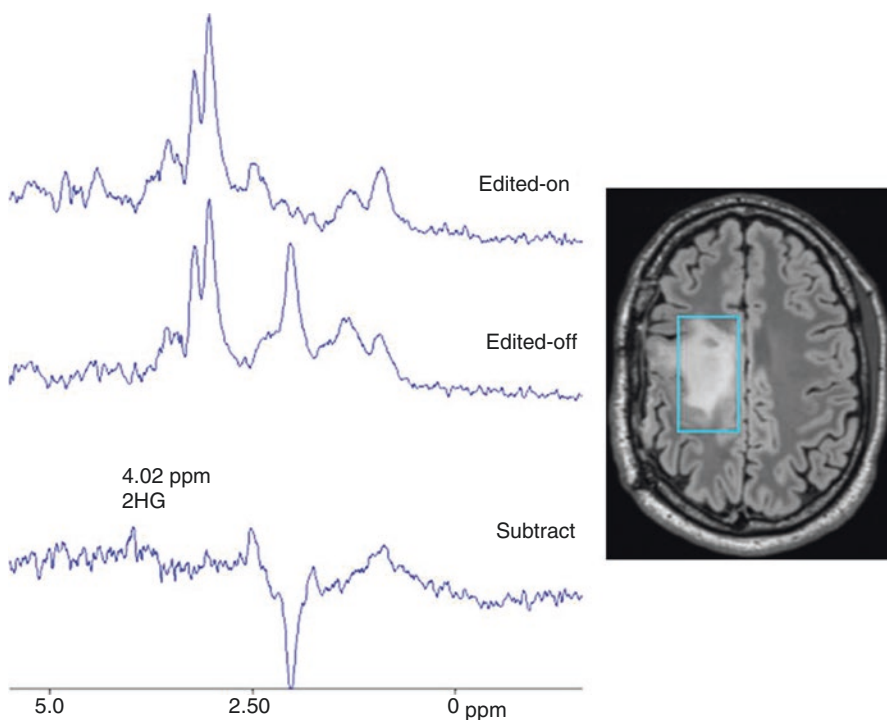 Edited-on
Edited-off
4.02 ppm
2HG
Subtract
5.0 2.50 0 ppm